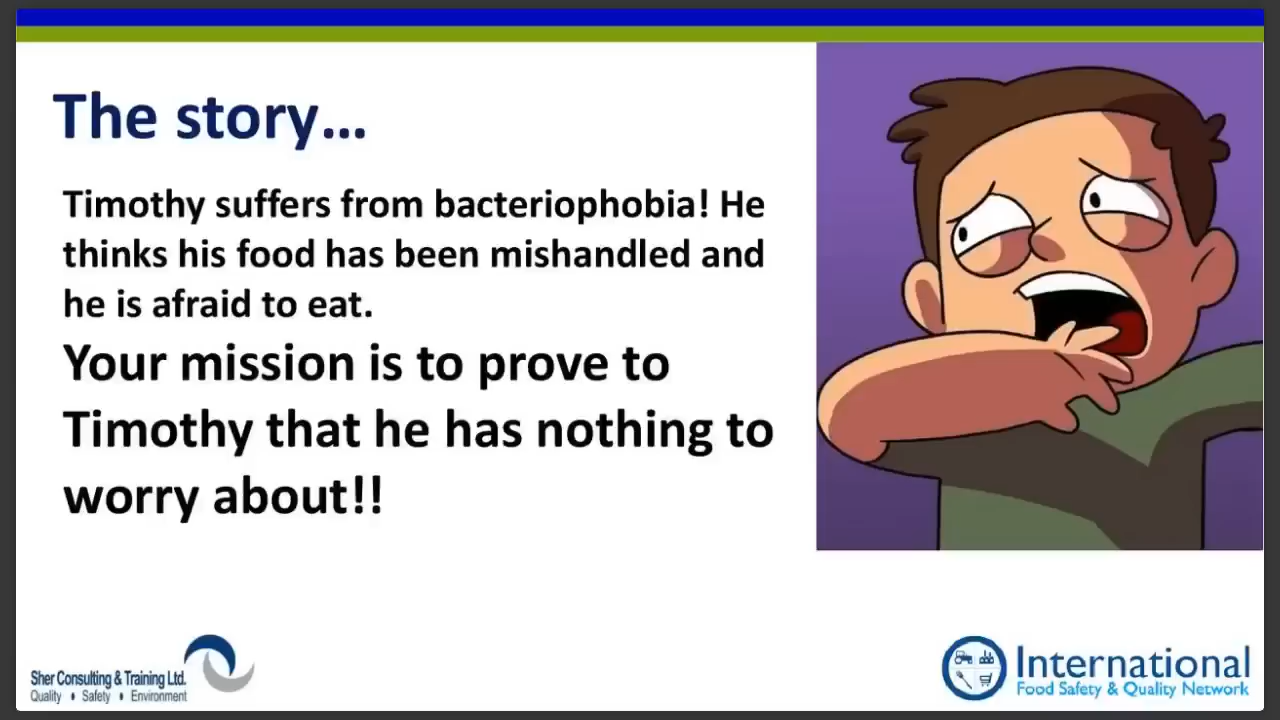 The story...
Timothy suffers from bacteriophobia! He
thinks his food has been mishandled and
he is afraid to eat.
Your mission is to prove to
Timothy that he has nothing to
worry about!!
Sher Consulting & Training Ltd.
Quality • Safety • Environment
International
Food Safety & Quality Network